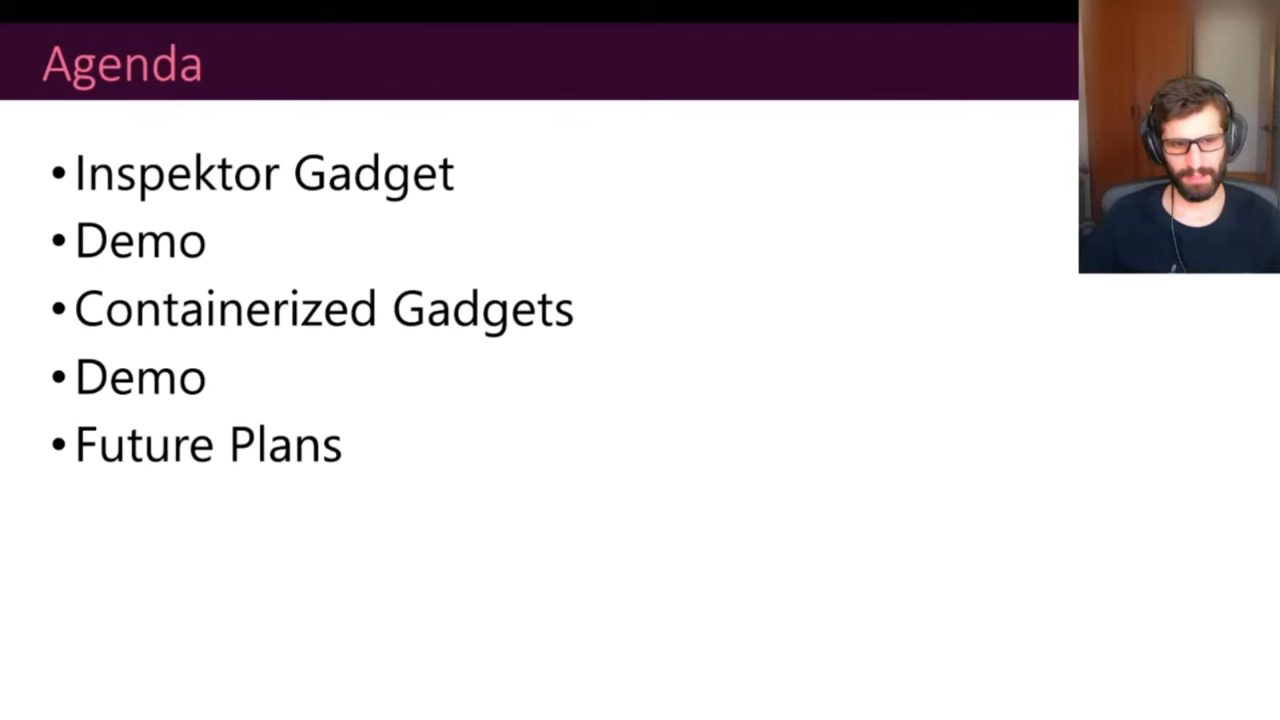 Agenda
•Inspektor Gadget
•Demo
•Containerized Gadgets
•Demo
•Future Plans